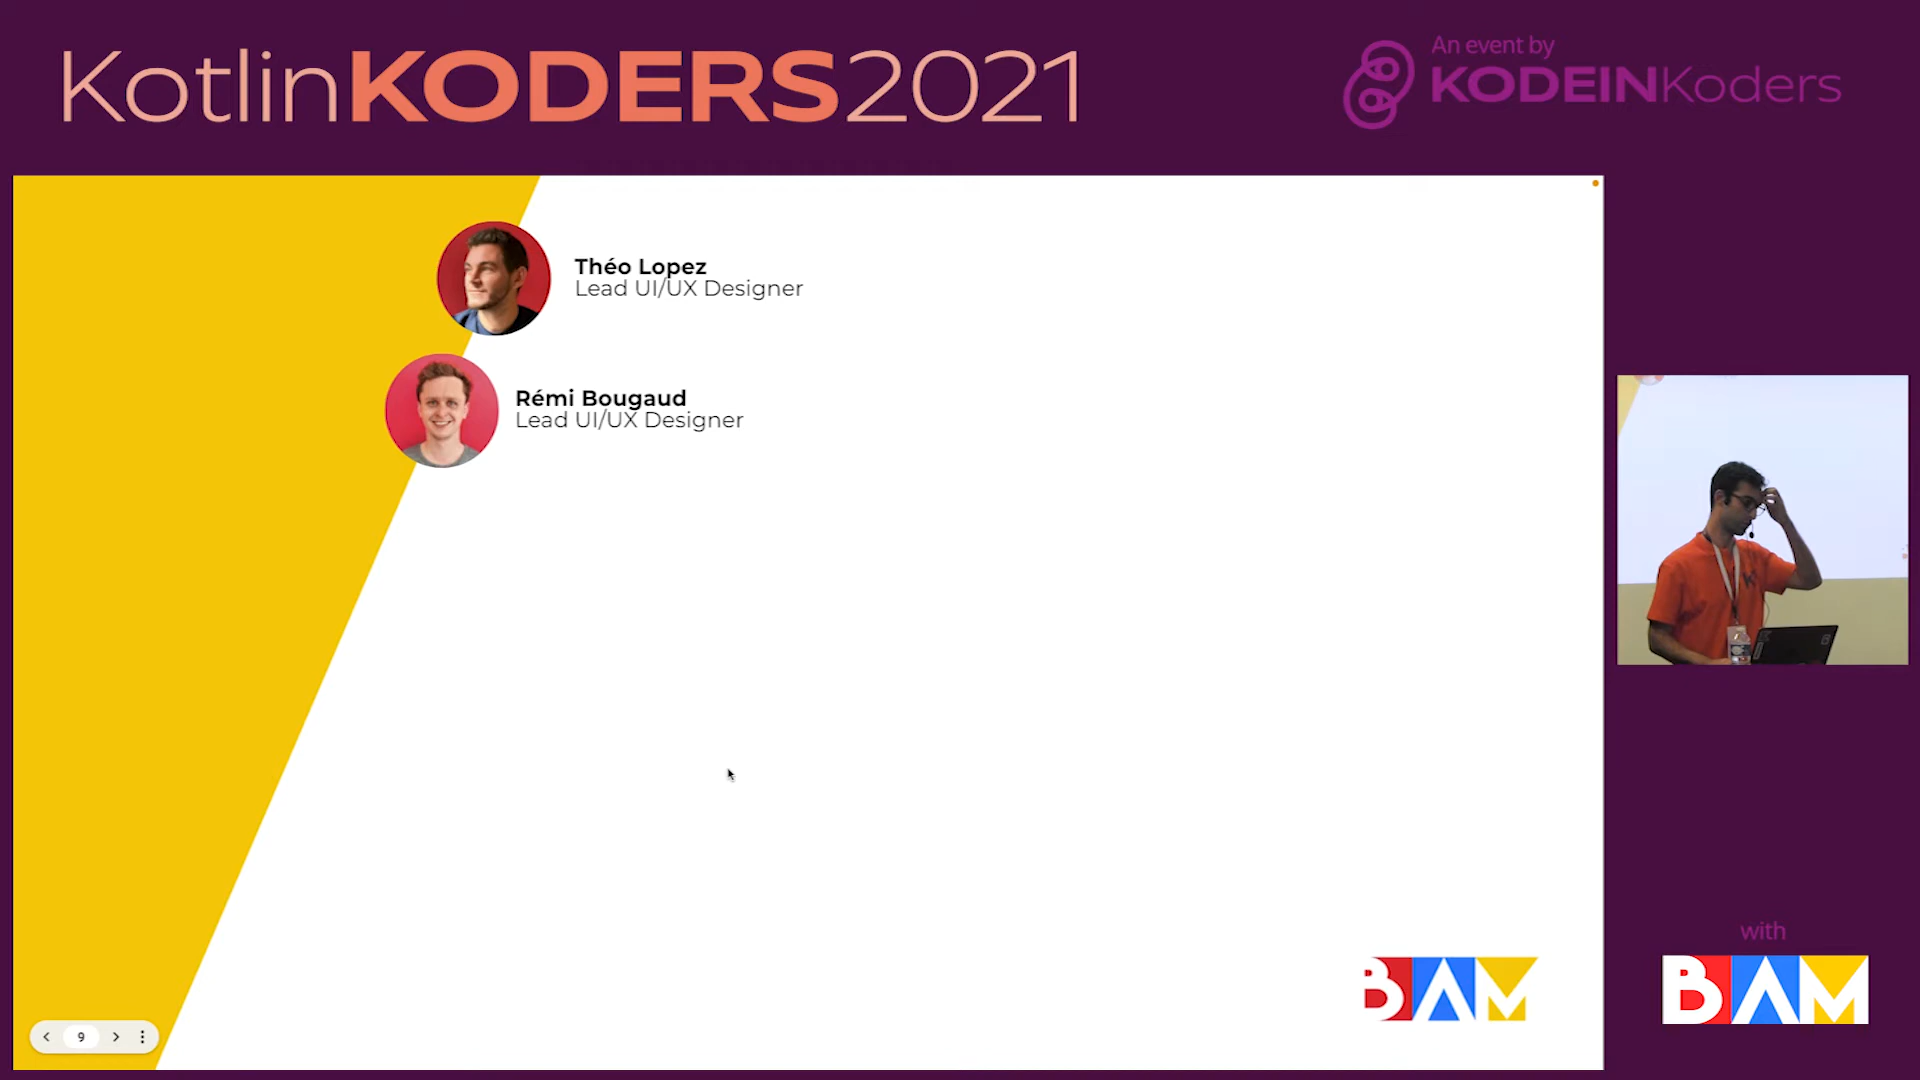 KotlinKODERS2021
An event by
KODEINKoders
Théo Lopez
Lead UI/UX Designer
Rémi Bougaud
Lead UI/UX Designer
BAM
9
with
BAM